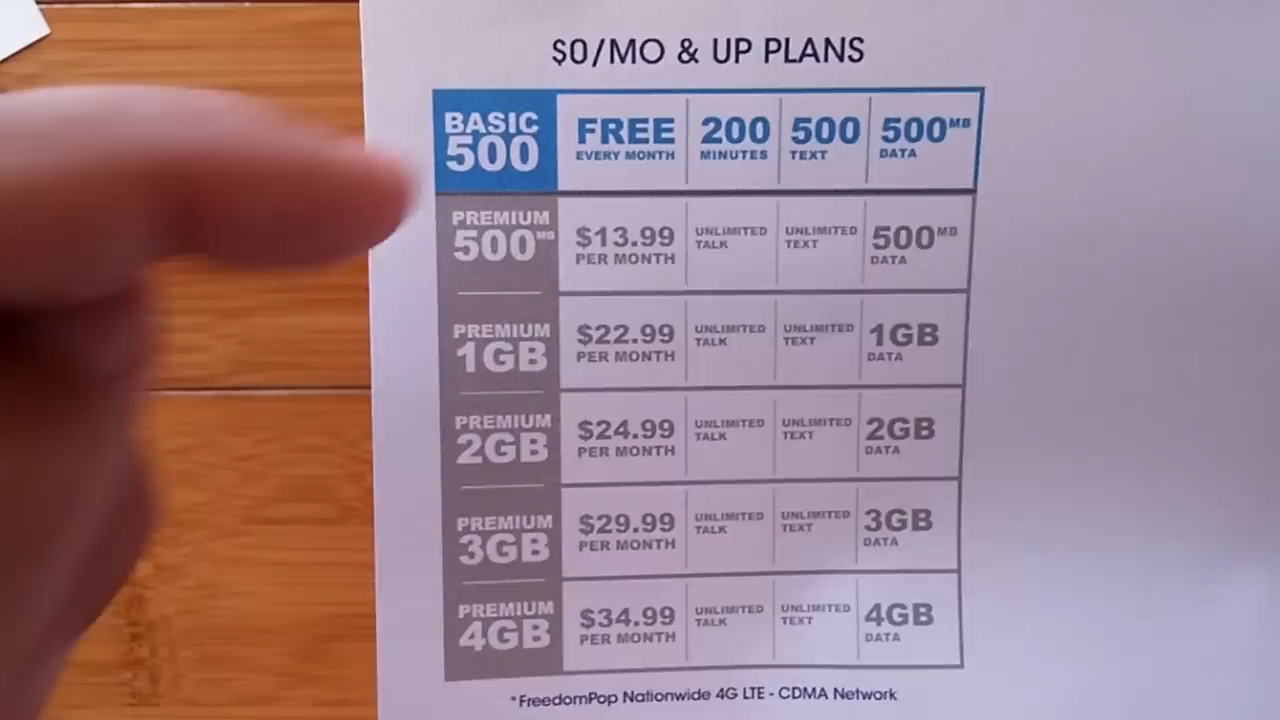 $0/MO & UP PLANS
BASIC 500 FREE EVERY MONTH 200 MINUTES 500 TEXT 500MB DATA
PREMIUM 500MB $13.99 PER MONTH UNLIMITED TALK UNLIMITED TEXT 500MB DATA
PREMIUM 1GB $22.99 PER MONTH UNLIMITED TALK UNLIMITED TEXT 1GB DATA
PREMIUM 2GB $24.99 PER MONTH UNLIMITED TALK UNLIMITED TEXT 2GB DATA
PREMIUM 3GB $29.99 PER MONTH UNLIMITED TALK UNLIMITED TEXT 3GB DATA
PREMIUM 4GB $34.99 PER MONTH UNLIMITED TALK UNLIMITED TEXT 4GB DATA
*FreedomPop Nationwide 4G LTE - CDMA Network